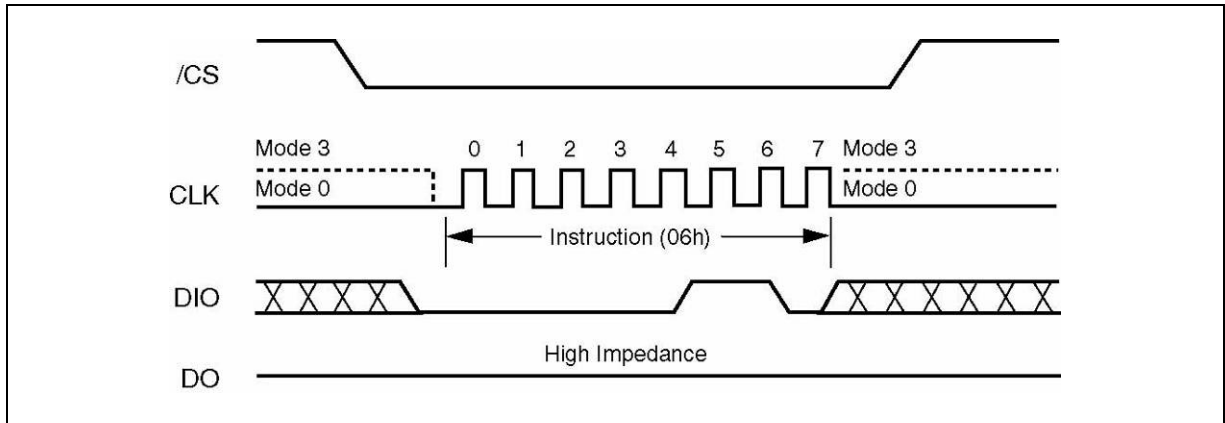 /CS
Mode 3 0 1 2 3 4 5 6 7 Mode 3
CLK Mode 0 Mode 0
Instruction (06h)
DIO
High Impedance
DO